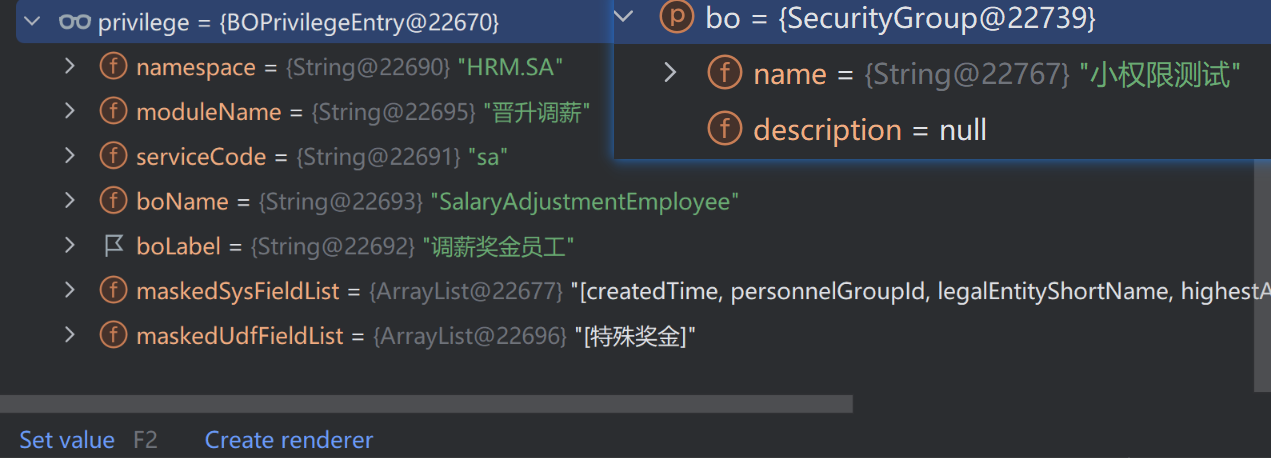 privilege = {BOPrivilegeEntry@22670}
f namespace = {String@22690} "HRM.SA"
f moduleName = {String@22695} "晋升调薪"
f serviceCode = {String@22691} "sa"
f boName = {String@22693} "SalaryAdjustmentEmployee"
boLabel = {String@22692} "调薪奖金员工"
f maskedSysFieldList = {ArrayList@22677} "[createdTime, personnelGroupId, legalEntityShortName, highestA
f maskedUdfFieldList = {ArrayList@22696} "[特殊奖金]"
p bo = {SecurityGroup@22739}
f name = {String@22767} "小权限测试"
f description = null
Set value F2 Create renderer